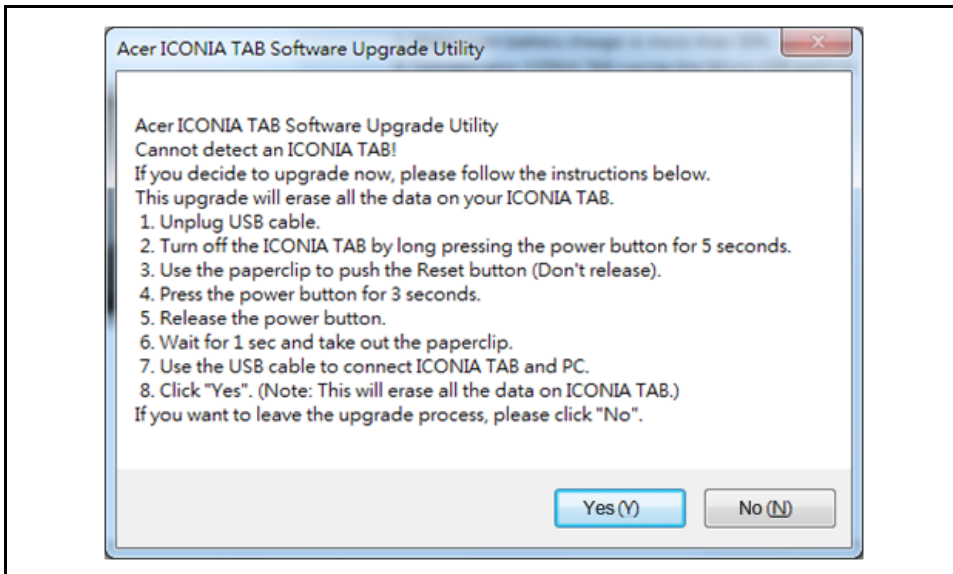 Acer ICONIA TAB Software Upgrade Utility
Acer ICONIA TAB Software Upgrade Utility
Cannot detect an ICONIA TAB!
If you decide to upgrade now, please follow the instructions below.
This upgrade will erase all the data on your ICONIA TAB.
1. Unplug USB cable.
2. Turn off the ICONIA TAB by long pressing the power button for 5 seconds.
3. Use the paperclip to push the Reset button (Don't release).
4. Press the power button for 3 seconds.
5. Release the power button.
6. Wait for 1 sec and take out the paperclip.
7. Use the USB cable to connect ICONIA TAB and PC.
8. Click "Yes". (Note: This will erase all the data on ICONIA TAB.)
If you want to leave the upgrade process, please click "No".
Yes (Y) No (N)